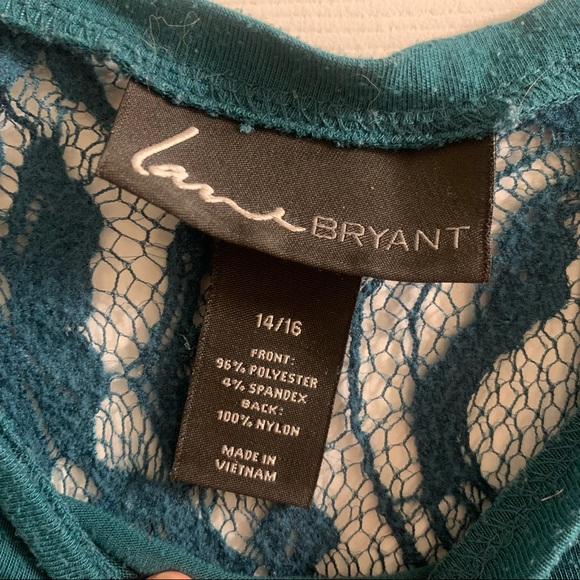 Lane BRYANT
14/16
FRONT:
96% POLYESTER
4% SPANDEX
BACK:
100% NYLON
MADE IN
VIETNAM